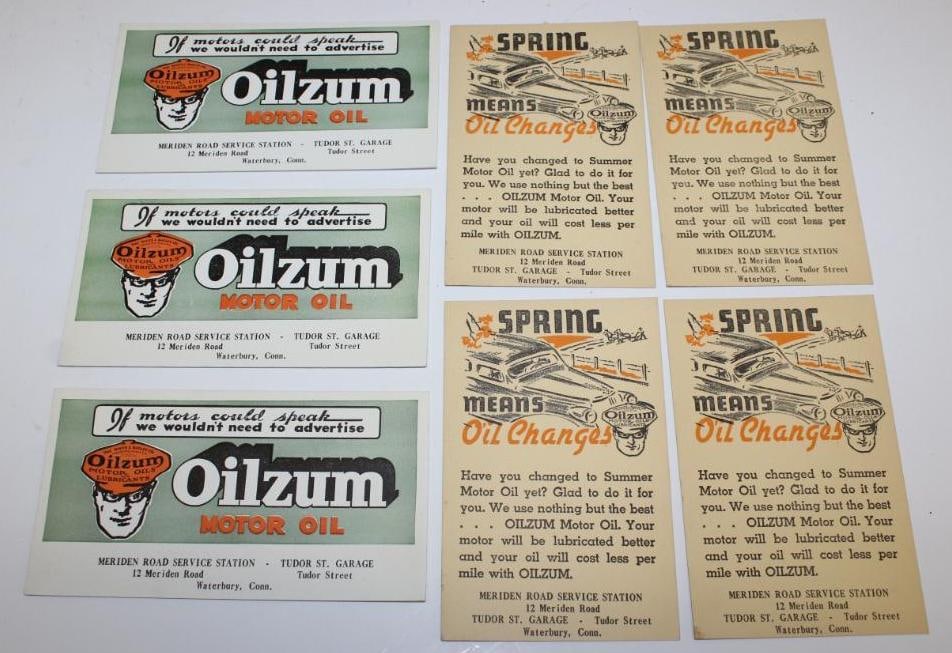 If motors could speak
we wouldn't need to advertise
Oilzum
MOTOR OILS
LUBRICANTS
Oilzum
MOTOR OIL
MERIDEN ROAD SERVICE STATION - TUDOR ST. GARAGE
12 Meriden Road Tudor Street
Waterbury, Conn.
If motors could speak
we wouldn't need to advertise
Oilzum
MOTOR OILS
LUBRICANTS
Oilzum
MOTOR OIL
MERIDEN ROAD SERVICE STATION - TUDOR ST. GARAGE
12 Meriden Road Tudor Street
Waterbury, Conn.
If motors could speak
we wouldn't need to advertise
Oilzum
MOTOR OILS
LUBRICANTS
Oilzum
MOTOR OIL
MERIDEN ROAD SERVICE STATION - TUDOR ST. GARAGE
12 Meriden Road Tudor Street
Waterbury, Conn.
SPRING
MEANS
Oil Changes
Oilzum
Have you changed to Summer
Motor Oil yet? Glad to do it for
you. We use nothing but the best
. . . OILZUM Motor Oil. Your
motor will be lubricated better
and your oil will cost less per
mile with OILZUM.
MERIDEN ROAD SERVICE STATION
12 Meriden Road
TUDOR ST. GARAGE - Tudor Street
Waterbury, Conn.
SPRING
MEANS
Oil Changes
Oilzum
Have you changed to Summer
Motor Oil yet? Glad to do it for
you. We use nothing but the best
. . . OILZUM Motor Oil. Your
motor will be lubricated better
and your oil will cost less per
mile with OILZUM.
MERIDEN ROAD SERVICE STATION
12 Meriden Road
TUDOR ST. GARAGE - Tudor Street
Waterbury, Conn.
SPRING
MEANS
Oil Changes
Oilzum
Have you changed to Summer
Motor Oil yet? Glad to do it for
you. We use nothing but the best
. . . OILZUM Motor Oil. Your
motor will be lubricated better
and your oil will cost less per
mile with OILZUM.
MERIDEN ROAD SERVICE STATION
12 Meriden Road
TUDOR ST. GARAGE - Tudor Street
Waterbury, Conn.
SPRING
MEANS
Oil Changes
Oilzum
Have you changed to Summer
Motor Oil yet? Glad to do it for
you. We use nothing but the best
. . . OILZUM Motor Oil. Your
motor will be lubricated better
and your oil will cost less per
mile with OILZUM.
MERIDEN ROAD SERVICE STATION
12 Meriden Road
TUDOR ST. GARAGE - Tudor Street
Waterbury, Conn.